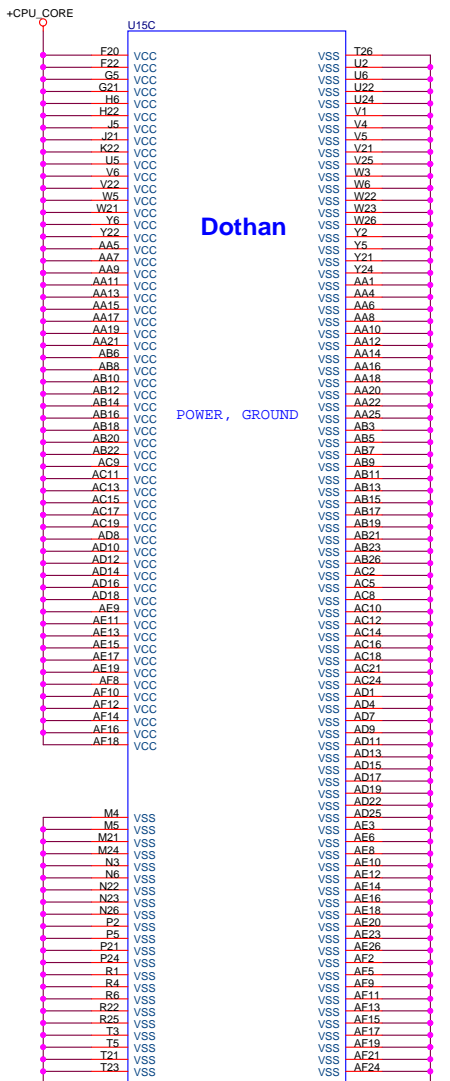 +CPU_CORE
U15C
F20 VCC VSS T26
F22 VCC VSS U2
G5 VCC VSS U6
G21 VCC VSS U22
H6 VCC VSS U24
H22 VCC VSS V1
J5 VCC VSS V4
J21 VCC VSS V5
K22 VCC VSS V21
U5 VCC VSS V25
V6 VCC VSS W3
V22 VCC VSS W6
W5 VCC VSS W22
W21 VCC VSS W23
Y6 VCC VSS W26
Dothan
Y22 VCC VSS Y2
AA5 VCC VSS Y5
AA7 VCC VSS Y21
AA9 VCC VSS Y24
AA11 VCC VSS AA1
AA13 VCC VSS AA4
AA15 VCC VSS AA6
AA17 VCC VSS AA8
AA19 VCC VSS AA10
AA21 VCC VSS AA12
AB6 VCC VSS AA14
AB8 VCC VSS AA16
AB10 VCC VSS AA18
AB12 VCC VSS AA20
AB14 VCC VSS AA22
AB16 VCC VSS AA25
POWER, GROUND
AB18 VCC VSS AB3
AB20 VCC VSS AB5
AB22 VCC VSS AB7
AC9 VCC VSS AB9
AC11 VCC VSS AB11
AC13 VCC VSS AB13
AC15 VCC VSS AB15
AC17 VCC VSS AB17
AC19 VCC VSS AB19
AD8 VCC VSS AB21
AD10 VCC VSS AB23
AD12 VCC VSS AB26
AD14 VCC VSS AC2
AD16 VCC VSS AC5
AD18 VCC VSS AC8
AE9 VCC VSS AC10
AE11 VCC VSS AC12
AE13 VCC VSS AC14
AE15 VCC VSS AC16
AE17 VCC VSS AC18
AE19 VCC VSS AC21
AF8 VCC VSS AC24
AF10 VCC VSS AD1
AF12 VCC VSS AD4
AF14 VCC VSS AD7
AF16 VCC VSS AD9
AF18 VCC VSS AD11
VSS AD13
VSS AD15
VSS AD17
VSS AD19
VSS AD22
M4 VSS VSS AD25
M5 VSS VSS AE3
M21 VSS VSS AE6
M24 VSS VSS AE8
N3 VSS VSS AE10
N6 VSS VSS AE12
N22 VSS VSS AE14
N23 VSS VSS AE16
N26 VSS VSS AE18
P2 VSS VSS AE20
P5 VSS VSS AE23
P21 VSS VSS AE26
P24 VSS VSS AF2
R1 VSS VSS AF5
R4 VSS VSS AF9
R6 VSS VSS AF11
R22 VSS VSS AF13
R25 VSS VSS AF15
T3 VSS VSS AF17
T5 VSS VSS AF19
T21 VSS VSS AF21
T23 VSS VSS AF24